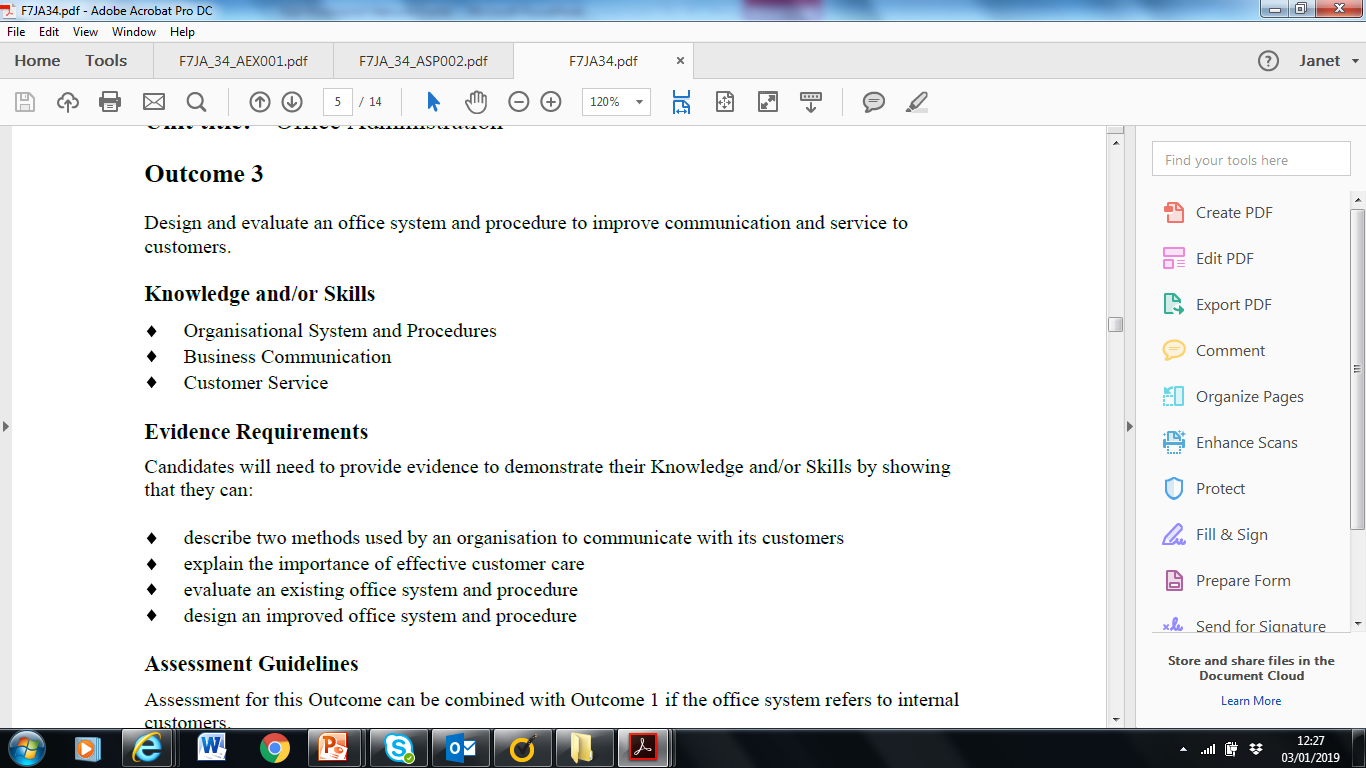 F7JA34.pdf - Adobe Acrobat Pro DC
File Edit View Window Help
Home Tools F7JA_34_AEX001.pdf F7JA_34_ASP002.pdf F7JA34.pdf × Janet
5 / 14 120%
Unit title: Office Administration
Outcome 3
Design and evaluate an office system and procedure to improve communication and service to
customers.
Knowledge and/or Skills
♦ Organisational System and Procedures
♦ Business Communication
♦ Customer Service
Evidence Requirements
Candidates will need to provide evidence to demonstrate their Knowledge and/or Skills by showing
that they can:
♦ describe two methods used by an organisation to communicate with its customers
♦ explain the importance of effective customer care
♦ evaluate an existing office system and procedure
♦ design an improved office system and procedure
Assessment Guidelines
Assessment for this Outcome can be combined with Outcome 1 if the office system refers to internal
customers.
Find your tools here
Create PDF
Edit PDF
Export PDF
Comment
Organize Pages
Enhance Scans
Protect
Fill & Sign
Prepare Form
Send for Signature
Store and share files in the
Document Cloud
Learn More
12:27
03/01/2019